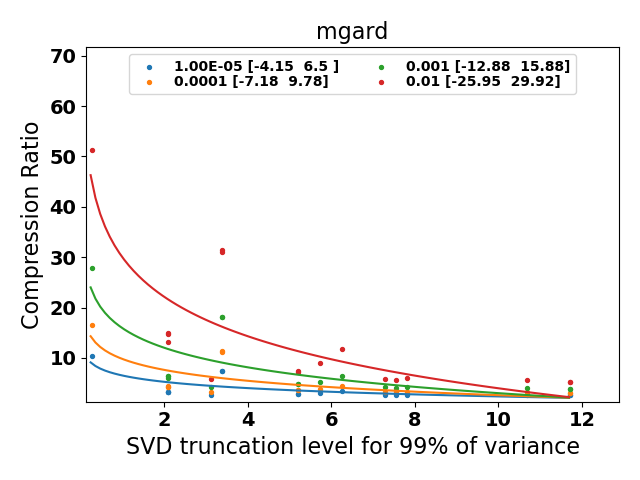 mgard
1.00E-05 [-4.15  6.5 ]
0.0001 [-7.18  9.78]
0.001 [-12.88  15.88]
0.01 [-25.95  29.92]
Compression Ratio
70
60
50
40
30
20
10
2 4 6 8 10 12
SVD truncation level for 99% of variance